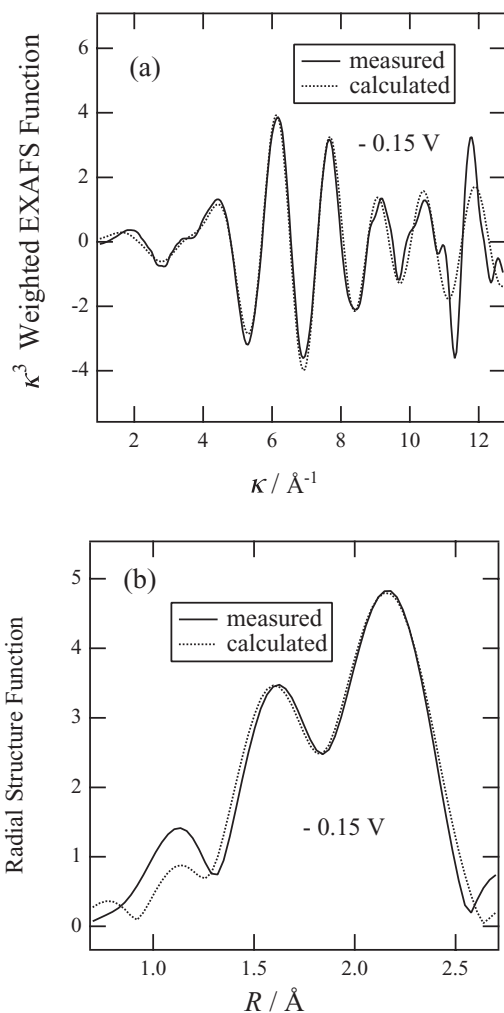 (a)
measured
calculated
- 0.15 V
κ³ Weighted EXAFS Function
6
4
2
0
-2
-4
2
4
6
8
10
12
κ / Å⁻¹
(b)
measured
calculated
- 0.15 V
Radial Structure Function
5
4
3
2
1
0
1.0
1.5
2.0
2.5
R / Å